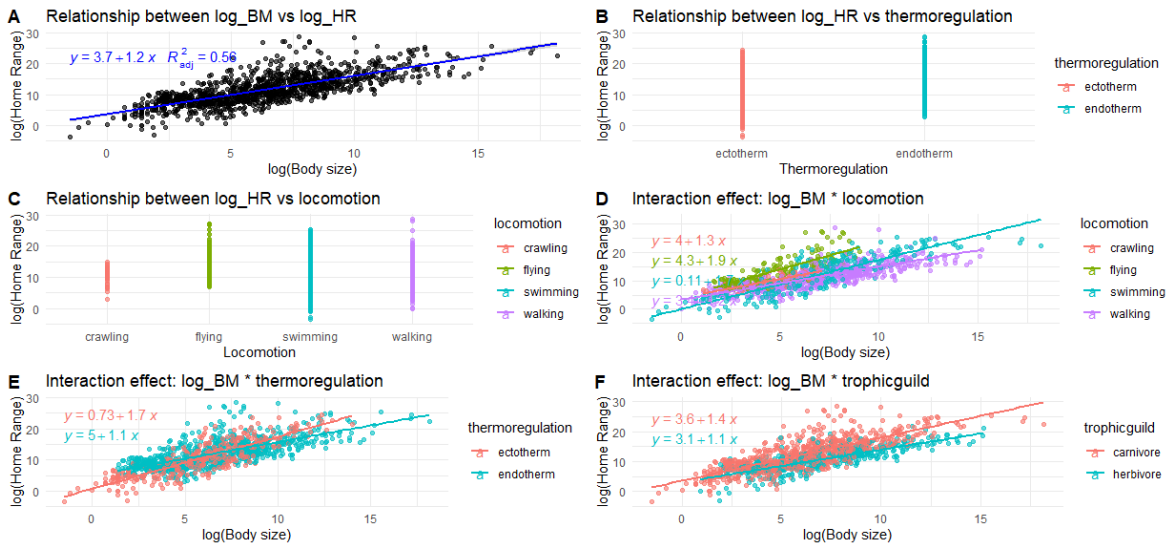 A Relationship between log_BM vs log_HR
log(Home Range)
30
20
10
0
y = 3.7+1.2 x R²adj = 0.56
0 5 10 15
log(Body size)
B Relationship between log_HR vs thermoregulation
log(Home Range)
30
20
10
0
ectotherm endotherm
Thermoregulation
thermoregulation
a ectotherm
a endotherm
C Relationship between log_HR vs locomotion
log(Home Range)
30
20
10
0
crawling flying swimming walking
Locomotion
locomotion
a crawling
a flying
a swimming
a walking
D Interaction effect: log_BM * locomotion
log(Home Range)
30
20
10
0
y = 4+1.3 x
y = 4.3+1.9 x
y = 0.11+1.
0 5 10 15
log(Body size)
locomotion
a crawling
a flying
a swimming
a walking
E Interaction effect: log_BM * thermoregulation
log(Home Range)
30
20
10
0
y = 0.73+1.7 x
y = 5+1.1 x
0 5 10 15
log(Body size)
thermoregulation
a ectotherm
a endotherm
F Interaction effect: log_BM * trophicguild
log(Home Range)
30
20
10
0
y = 3.6+1.4 x
y = 3.1+1.1 x
0 5 10 15
log(Body size)
trophicguild
a carnivore
a herbivore